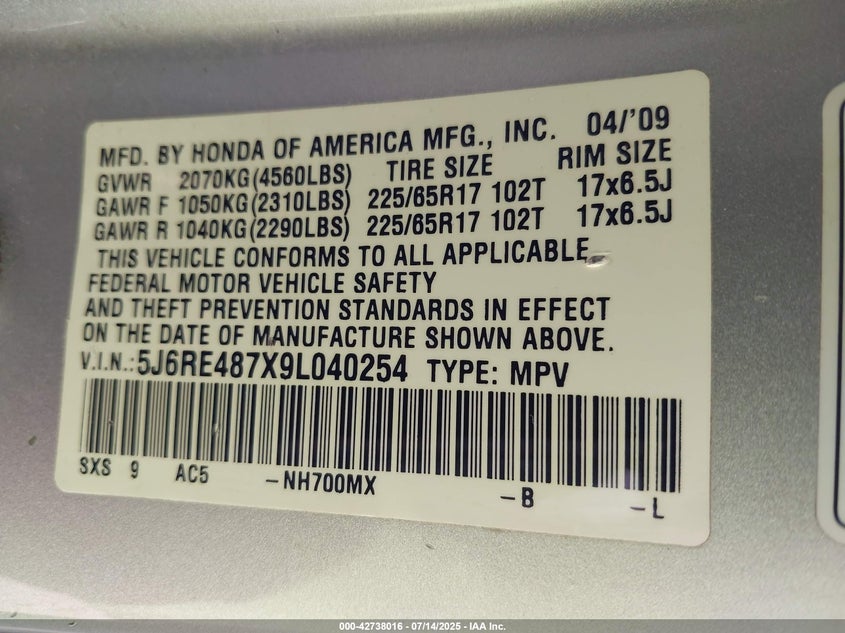 MFD. BY HONDA OF AMERICA MFG., INC. 04/'09
GVWR 2070KG(4560LBS) TIRE SIZE RIM SIZE
GAWR F 1050KG(2310LBS) 225/65R17 102T 17x6.5J
GAWR R 1040KG(2290LBS) 225/65R17 102T 17x6.5J
THIS VEHICLE CONFORMS TO ALL APPLICABLE
FEDERAL MOTOR VEHICLE SAFETY
AND THEFT PREVENTION STANDARDS IN EFFECT
ON THE DATE OF MANUFACTURE SHOWN ABOVE.
V.I.N.:5J6RE487X9L040254 TYPE: MPV
SXS 9 AC5 -NH700MX -B -L
000-42738016 - 07/14/2025 - IAA Inc.